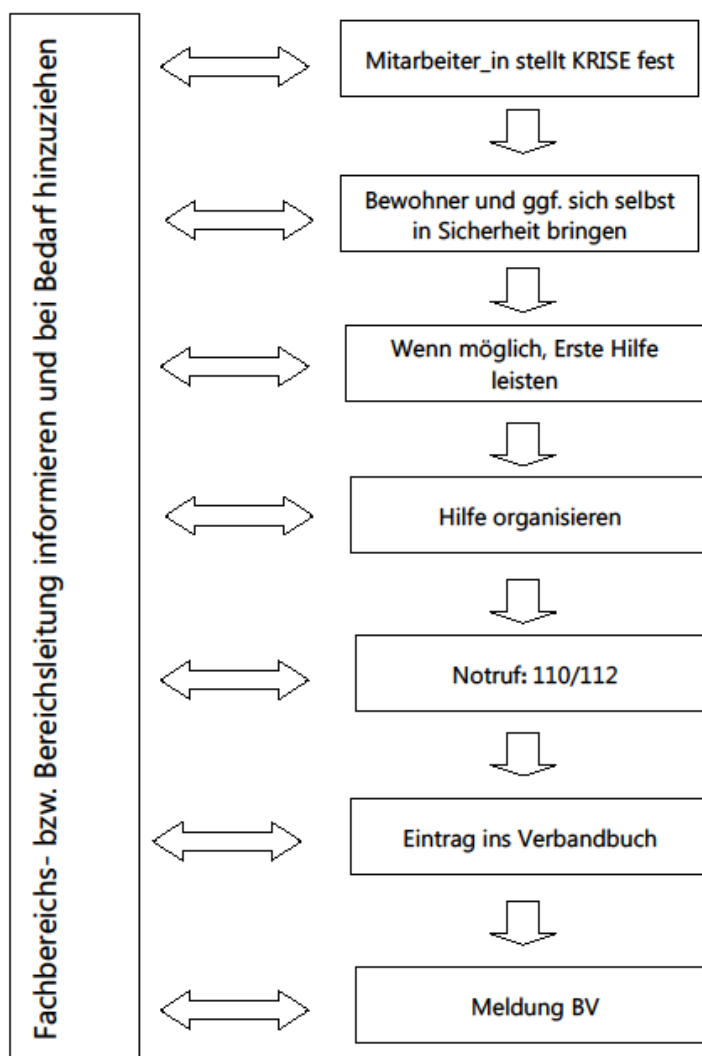 Fachbereichs- bzw. Bereichsleitung informieren und bei Bedarf hinzuziehen
Mitarbeiter_in stellt KRISE fest
Bewohner und ggf. sich selbst
in Sicherheit bringen
Wenn möglich, Erste Hilfe
leisten
Hilfe organisieren
Notruf: 110/112
Eintrag ins Verbandbuch
Meldung BV